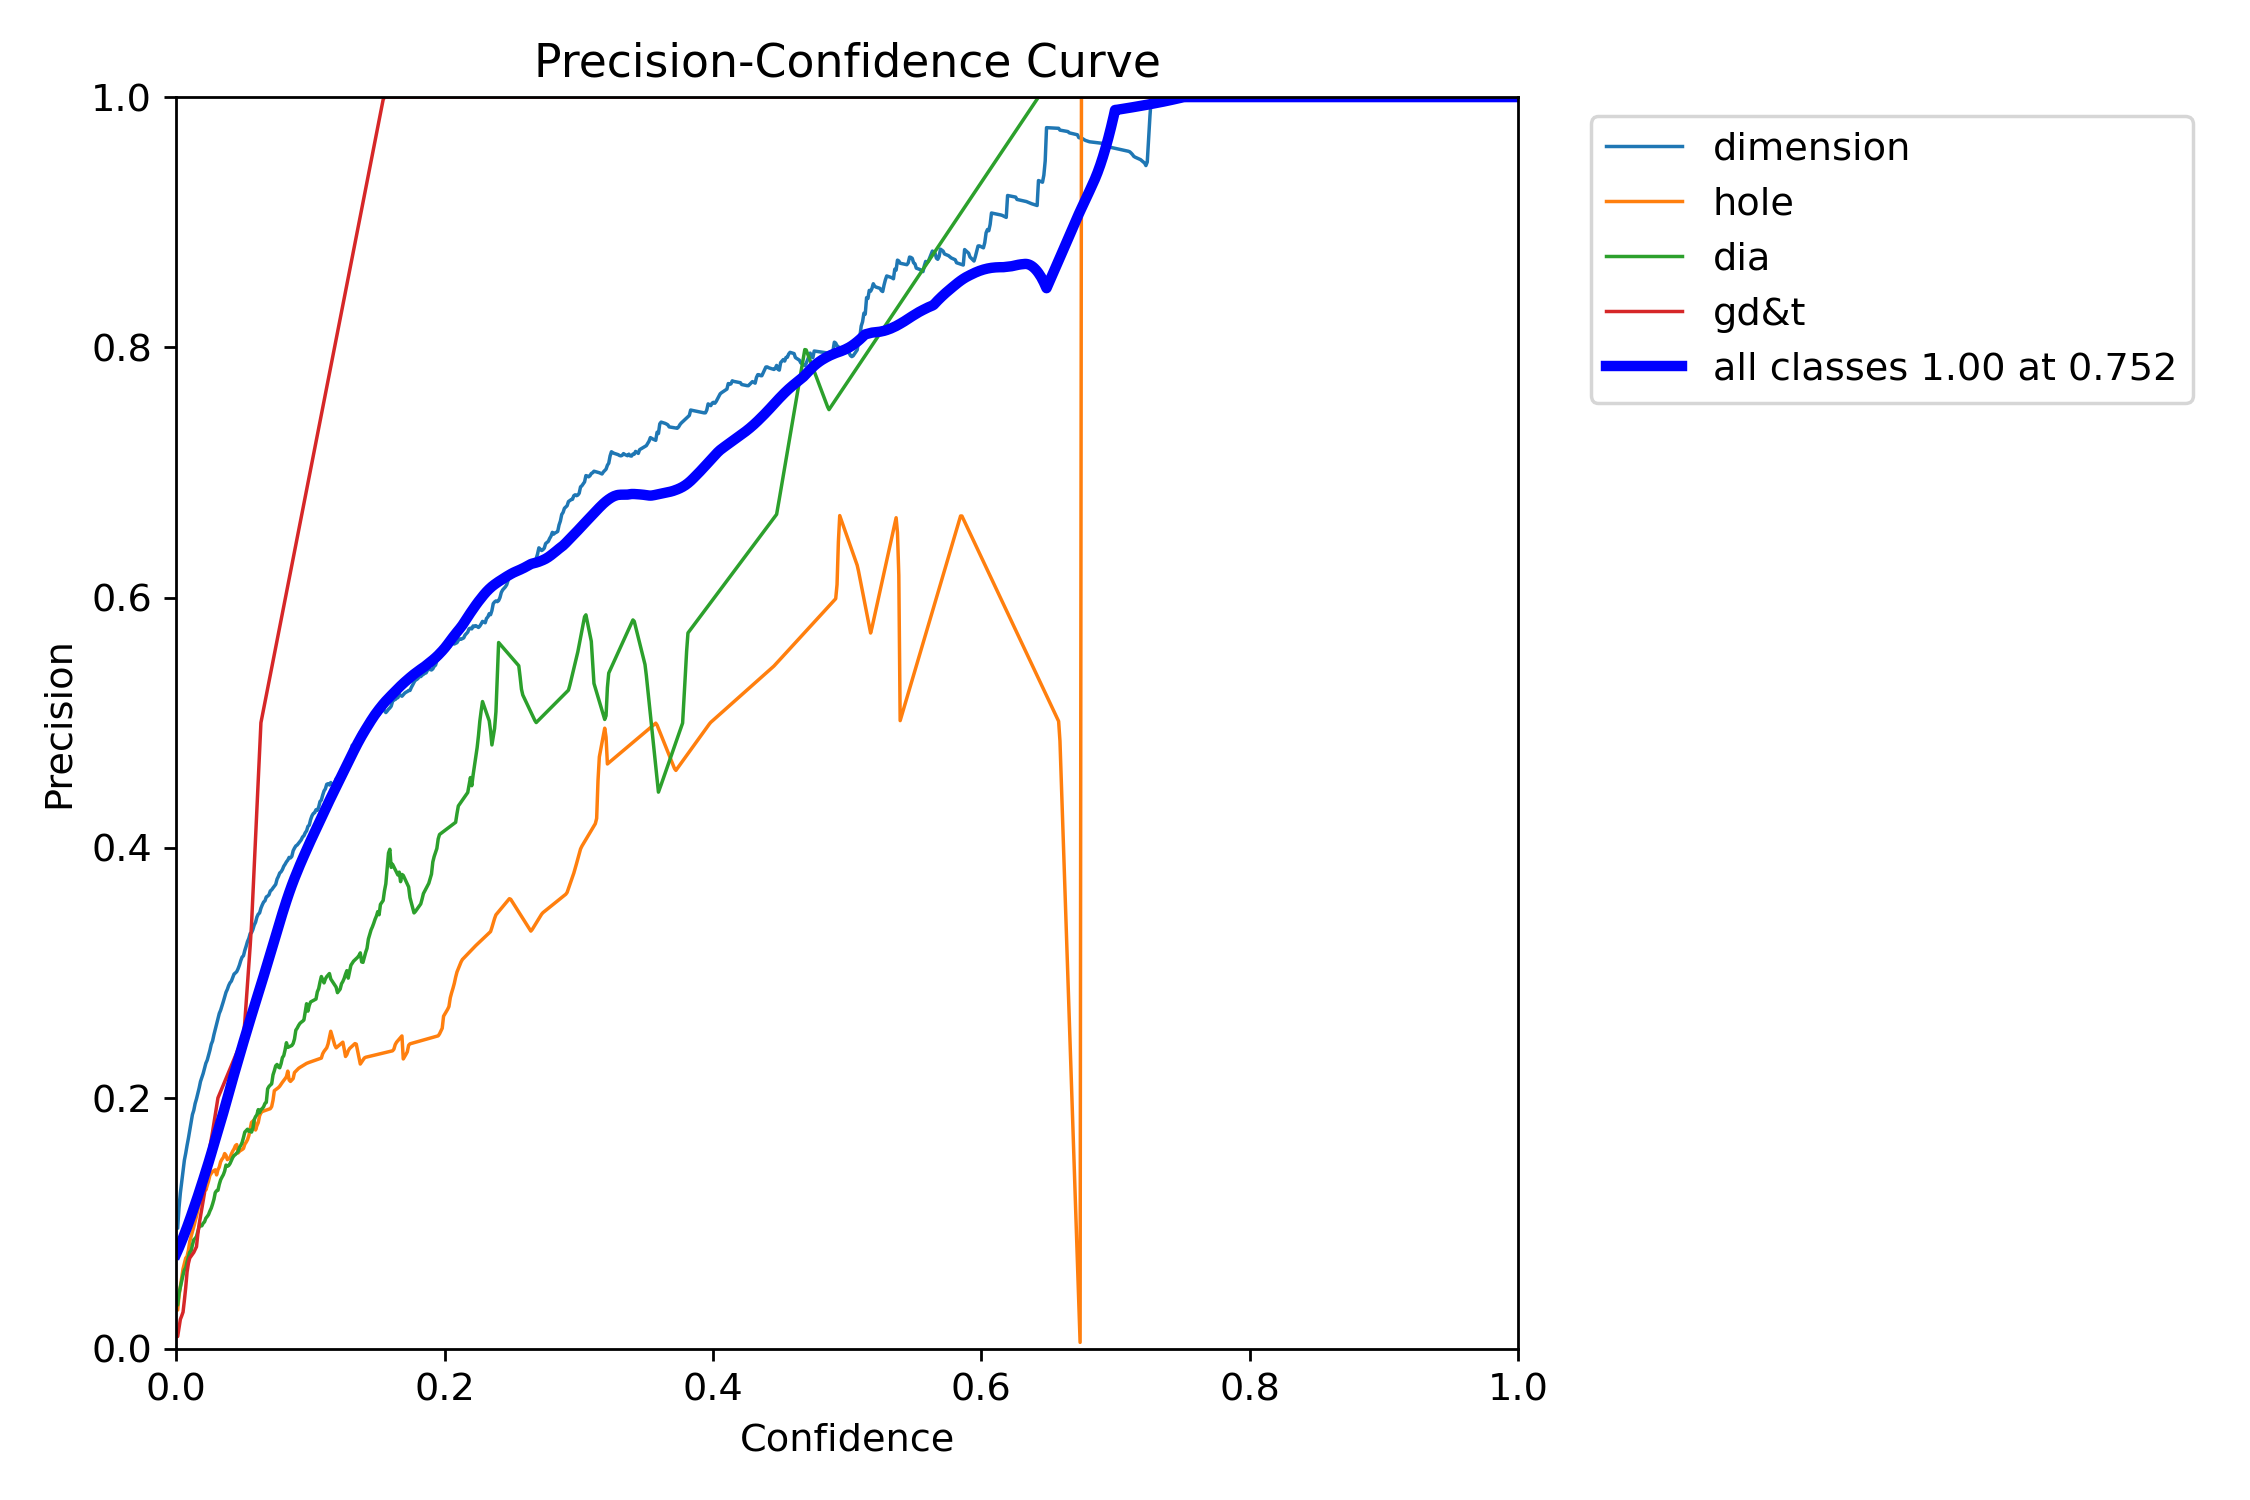 Precision-Confidence Curve
1.0
0.8
0.6
0.4
0.2
0.0
Precision
0.0 0.2 0.4 0.6 0.8 1.0
Confidence
dimension
hole
dia
gd&t
all classes 1.00 at 0.752